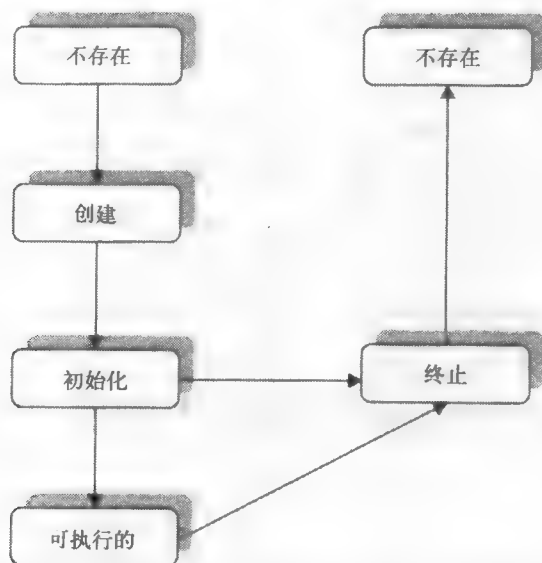 不存在
不存在
创建
初始化
终止
可执行的